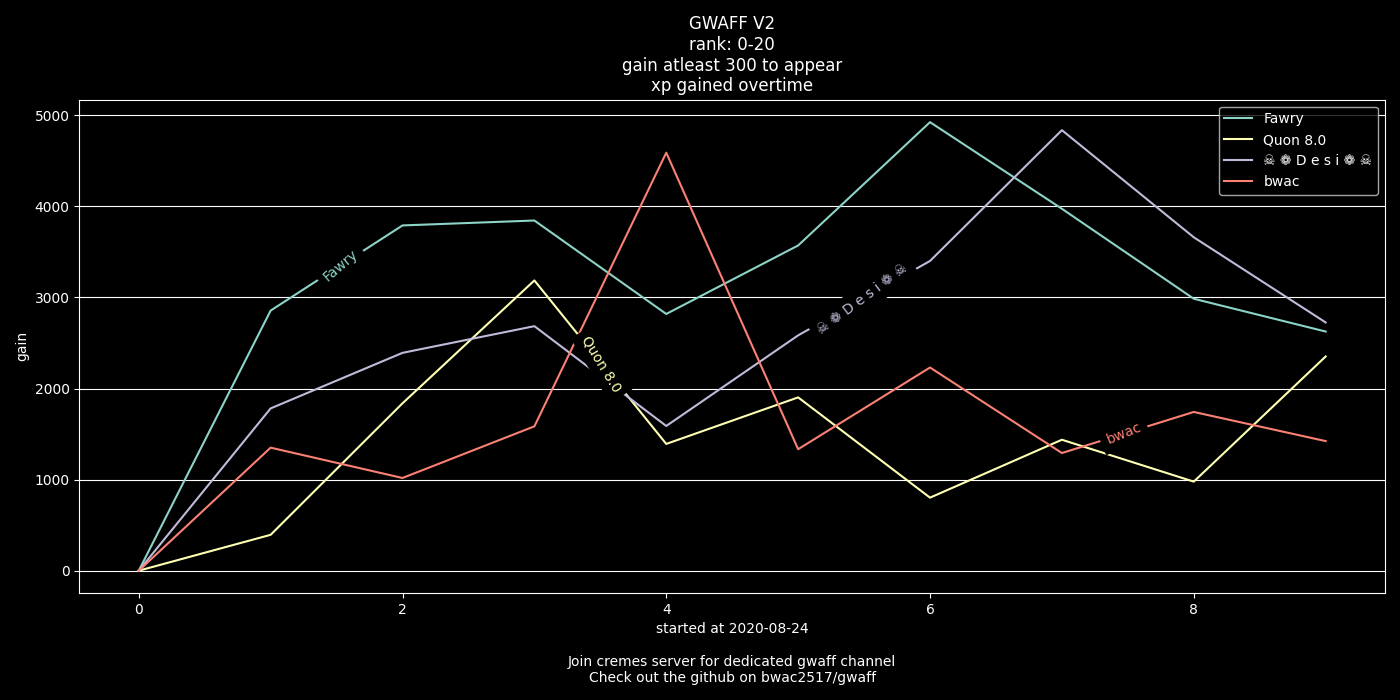 GWAFF V2
rank: 0-20
gain atleast 300 to appear
xp gained overtime
5000
4000
3000
2000
1000
0
gain
Fawry
Quon 8.0
☠ ❁ D e s i ❁ ☠
bwac
Fawry
Quon 8.0
☠ ❁ D e s i ❁ ☠
bwac
0 2 4 6 8
started at 2020-08-24
Join cremes server for dedicated gwaff channel
Check out the github on bwac2517/gwaff